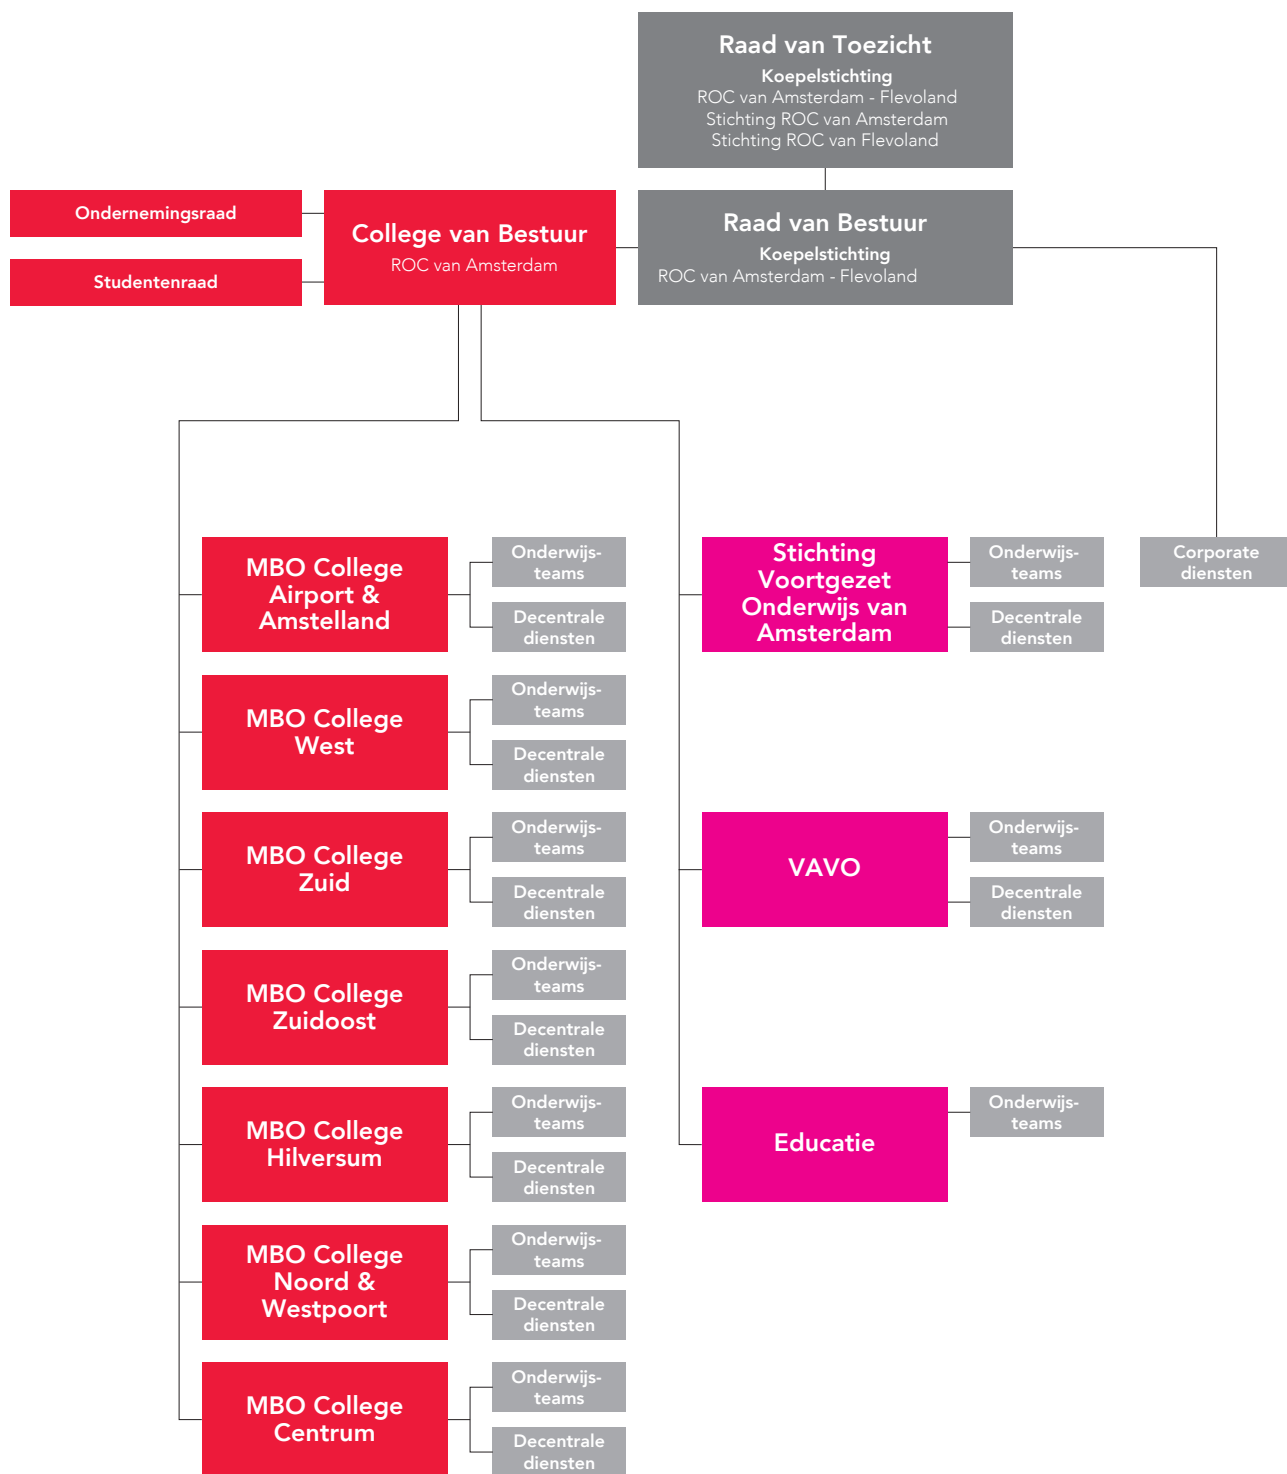 Raad van Toezicht
Koepelstichting
ROC van Amsterdam - Flevoland
Stichting ROC van Amsterdam
Stichting ROC van Flevoland
Ondernemingsraad
Studentenraad
College van Bestuur
ROC van Amsterdam
Raad van Bestuur
Koepelstichting
ROC van Amsterdam - Flevoland
MBO College
Airport &
Amstelland
Onderwijs-
teams
Decentrale
diensten
Stichting
Voortgezet
Onderwijs van
Amsterdam
Onderwijs-
teams
Decentrale
diensten
Corporate
diensten
MBO College
West
Onderwijs-
teams
Decentrale
diensten
MBO College
Zuid
Onderwijs-
teams
Decentrale
diensten
VAVO
Onderwijs-
teams
Decentrale
diensten
MBO College
Zuidoost
Onderwijs-
teams
Decentrale
diensten
MBO College
Hilversum
Onderwijs-
teams
Decentrale
diensten
Educatie
Onderwijs-
teams
MBO College
Noord &
Westpoort
Onderwijs-
teams
Decentrale
diensten
MBO College
Centrum
Onderwijs-
teams
Decentrale
diensten